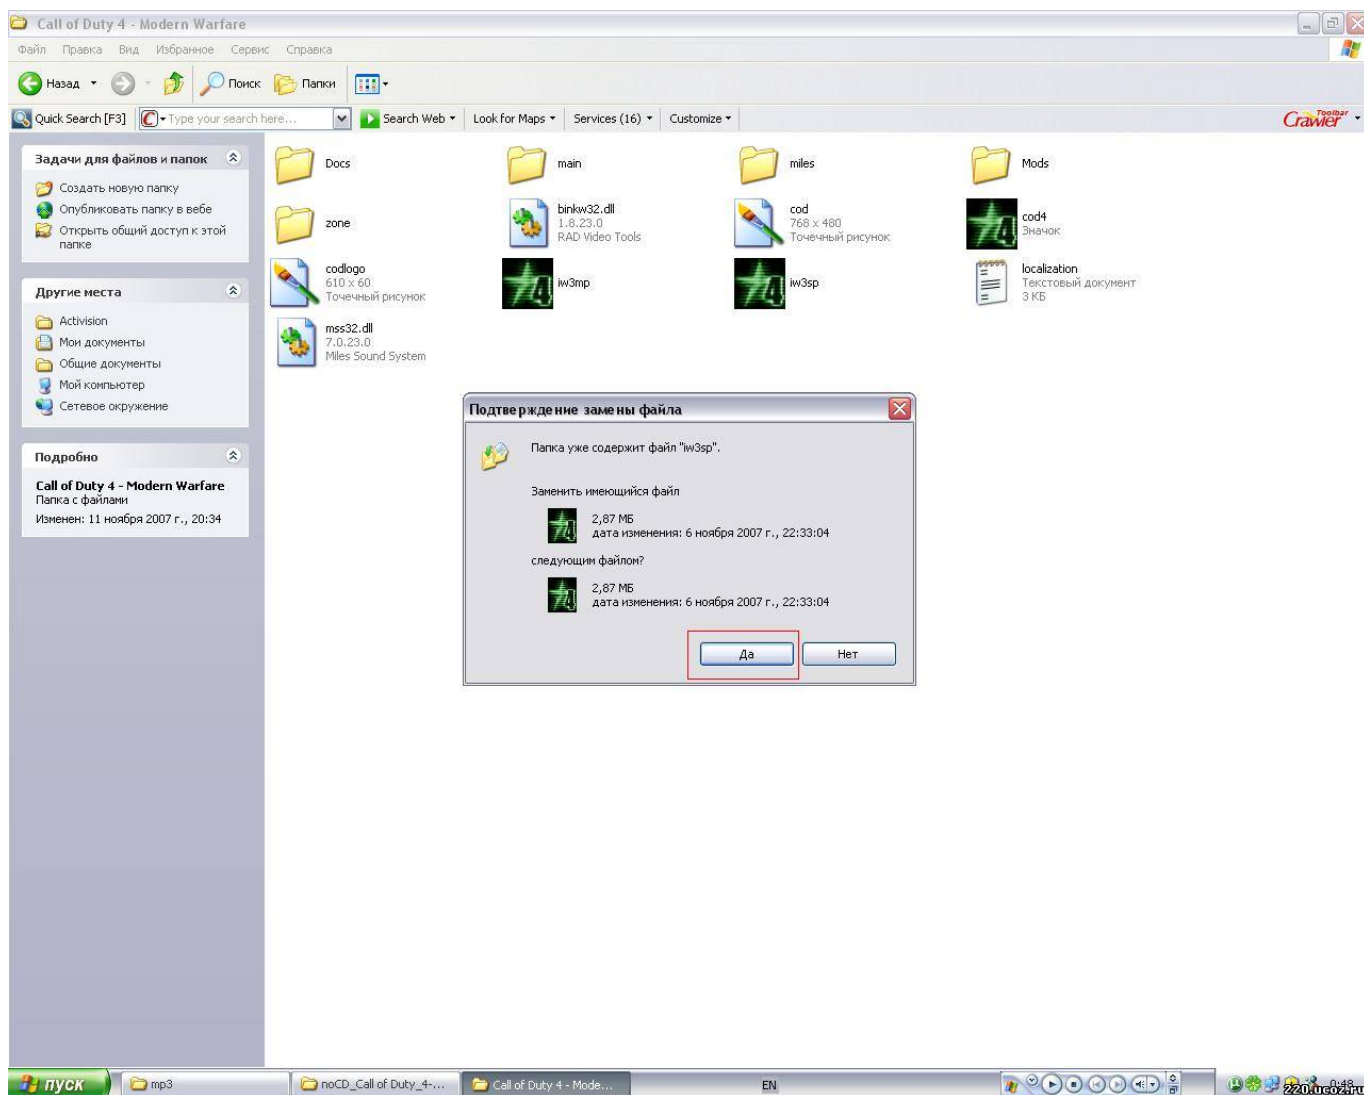 Call of Duty 4 - Modern Warfare
Файл Правка Вид Избранное Сервис Справка
Назад Поиск Папки
Quick Search [F3] Type your search here... Search Web Look for Maps Services (16) Customize Crawler Toolbar
Задачи для файлов и папок
Создать новую папку
Опубликовать папку в вебе
Открыть общий доступ к этой
папке
Другие места
Activision
Мои документы
Общие документы
Мой компьютер
Сетевое окружение
Подробно
Call of Duty 4 - Modern Warfare
Папка с файлами
Изменен: 11 ноября 2007 г., 20:34
Docs
main
miles
Mods
zone
binkw32.dll
1.8.23.0
RAD Video Tools
cod
768 x 480
Точечный рисунок
cod4
Значок
codlogo
610 x 60
Точечный рисунок
iw3mp
iw3sp
localization
Текстовый документ
3 КБ
mss32.dll
7.0.23.0
Miles Sound System
Подтверждение замены файла
Папка уже содержит файл "iw3sp".
Заменить имеющийся файл
2,87 МБ
дата изменения: 6 ноября 2007 г., 22:33:04
следующим файлом?
2,87 МБ
дата изменения: 6 ноября 2007 г., 22:33:04
Да Нет
пуск mp3 noCD_Call of Duty_4-... Call of Duty 4 - Mode... EN 0:48
220.ucoz.ru